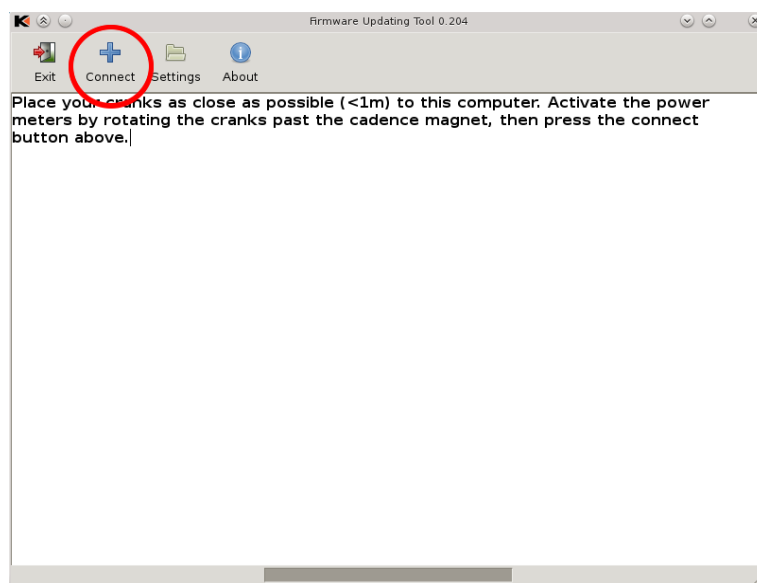 Firmware Updating Tool 0.204
Exit Connect Settings About
Place your cranks as close as possible (<1m) to this computer. Activate the power
meters by rotating the cranks past the cadence magnet, then press the connect
button above.